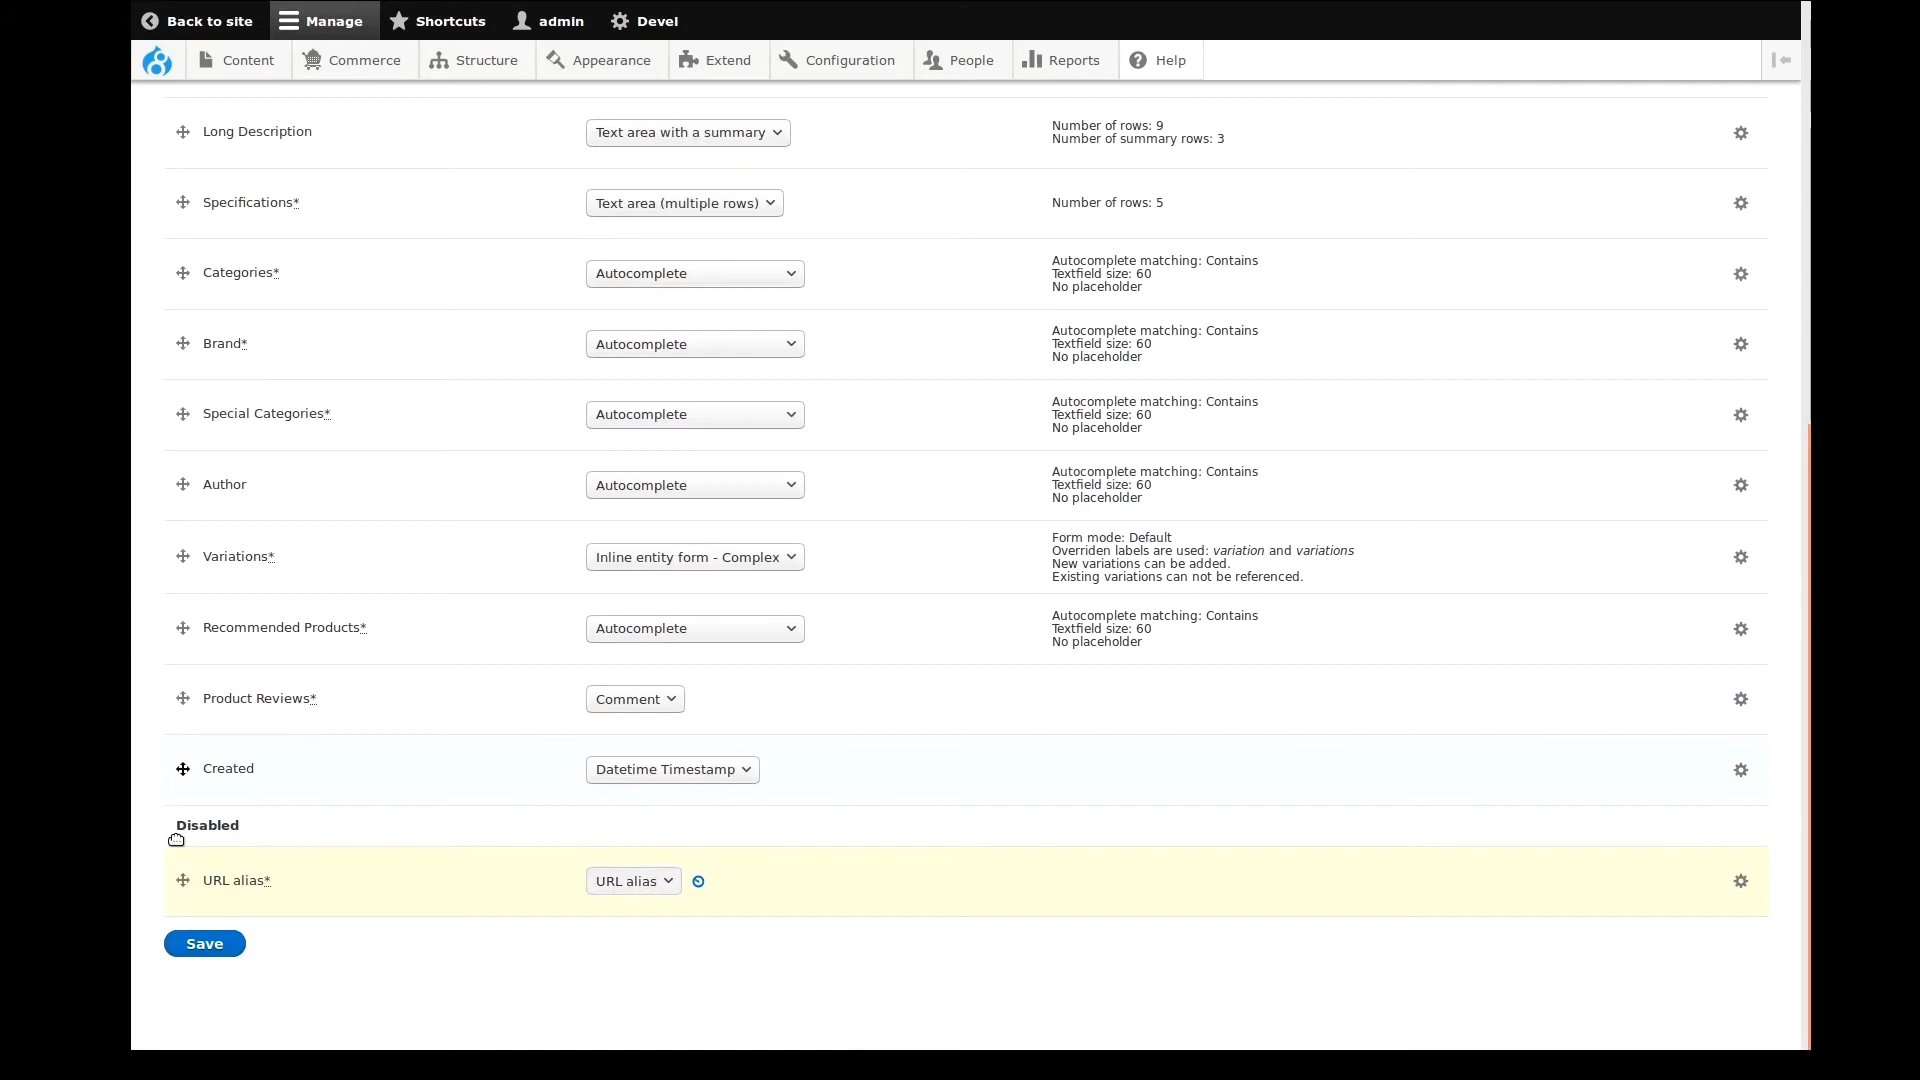 Back to site Manage Shortcuts admin Devel
Content Commerce Structure Appearance Extend Configuration People Reports Help
Long Description Text area with a summary Number of rows: 9
Number of summary rows: 3
Specifications* Text area (multiple rows) Number of rows: 5
Categories* Autocomplete Autocomplete matching: Contains
Textfield size: 60
No placeholder
Brand* Autocomplete Autocomplete matching: Contains
Textfield size: 60
No placeholder
Special Categories* Autocomplete Autocomplete matching: Contains
Textfield size: 60
No placeholder
Author Autocomplete Autocomplete matching: Contains
Textfield size: 60
No placeholder
Variations* Inline entity form - Complex Form mode: Default
Overriden labels are used: variation and variations
New variations can be added.
Existing variations can not be referenced.
Recommended Products* Autocomplete Autocomplete matching: Contains
Textfield size: 60
No placeholder
Product Reviews* Comment
Created Datetime Timestamp
Disabled
URL alias* URL alias
Save